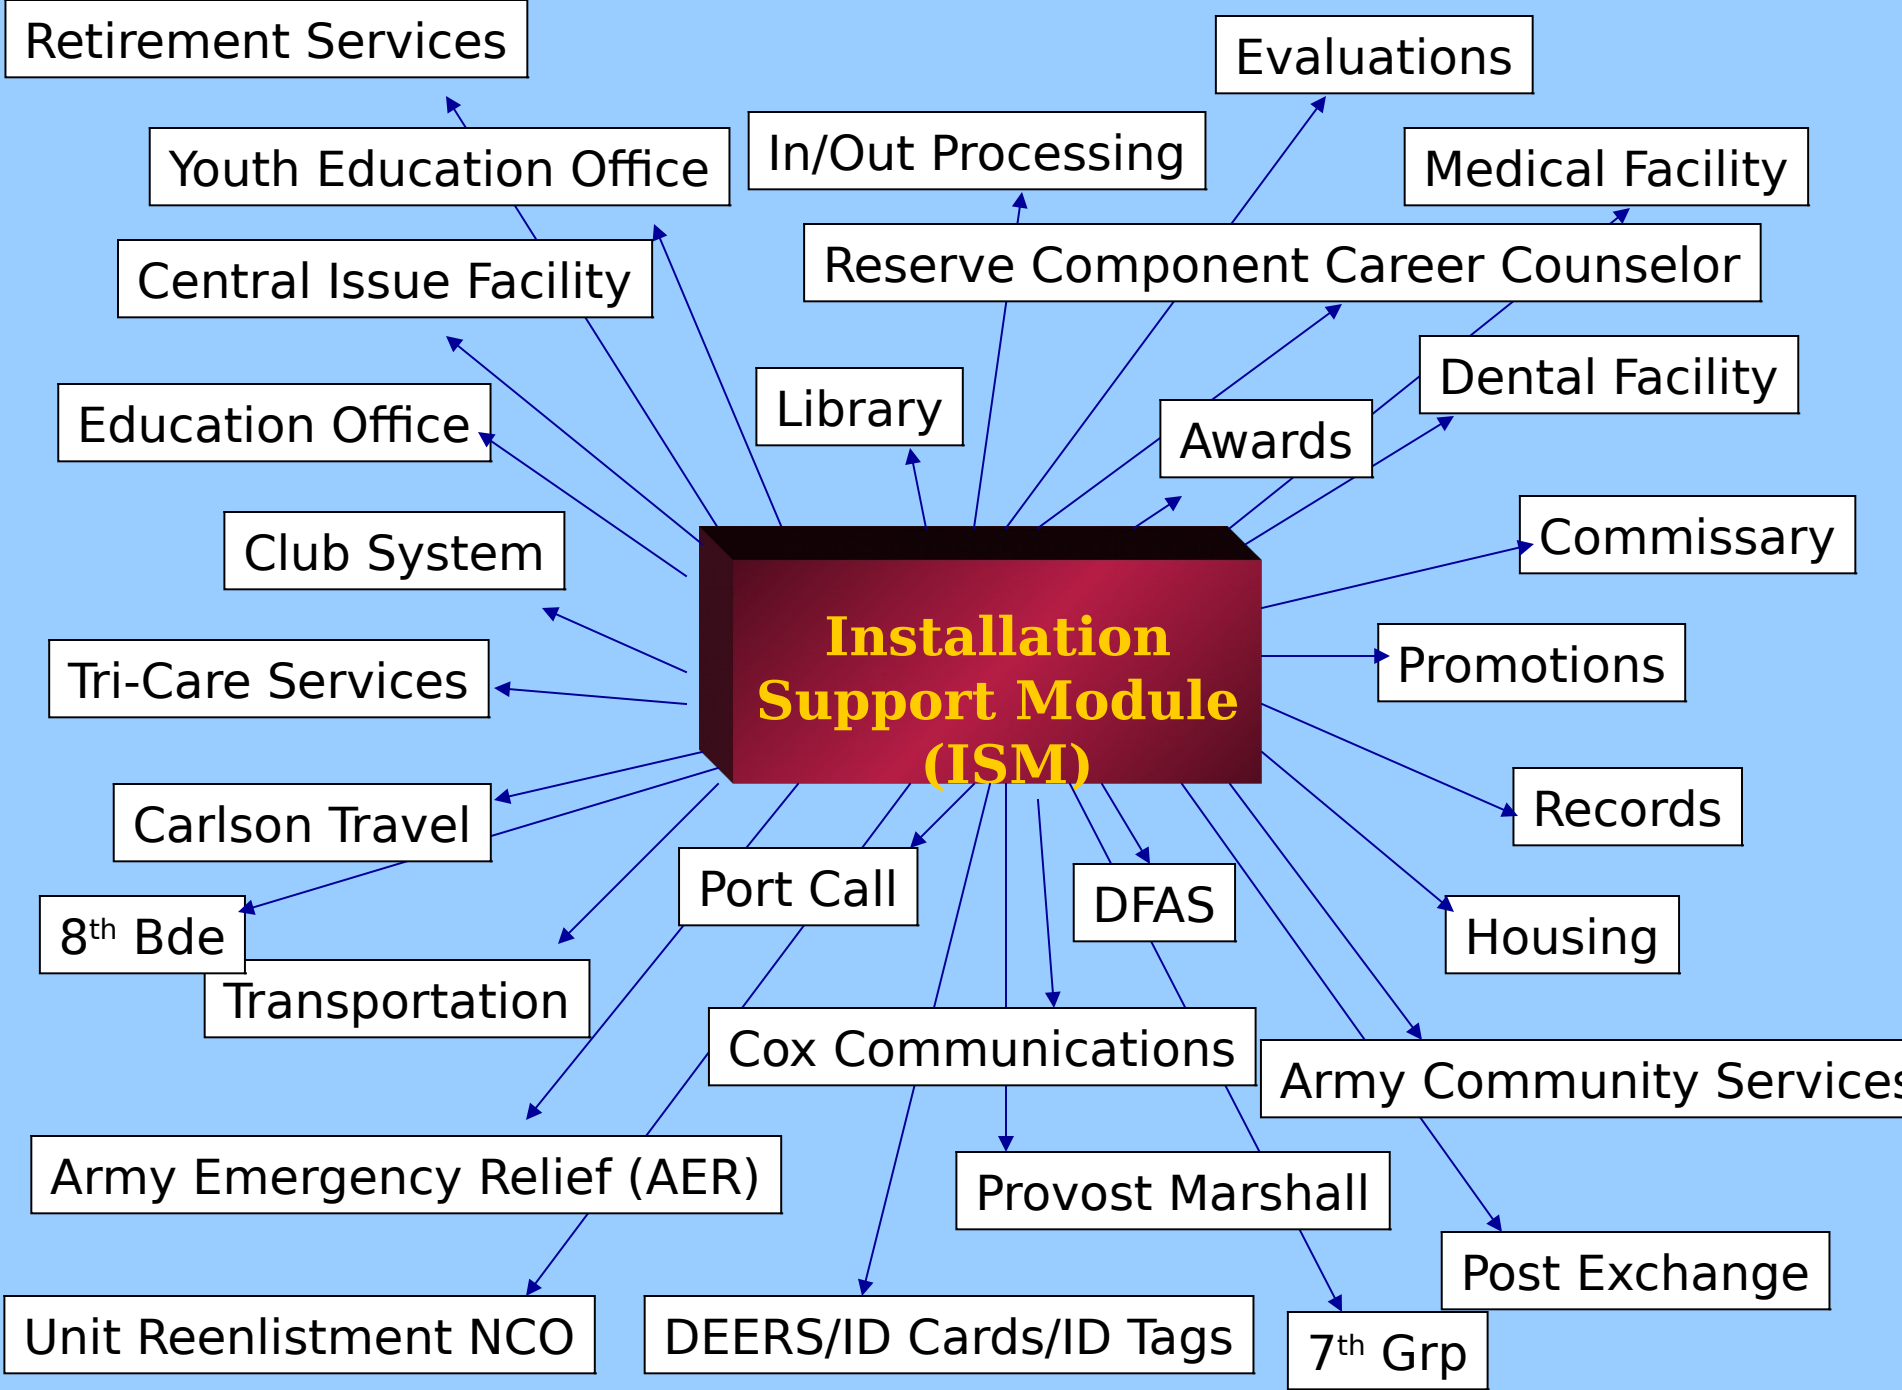 Retirement Services
Evaluations
Youth Education Office
In/Out Processing
Medical Facility
Central Issue Facility
Reserve Component Career Counselor
Education Office
Library
Awards
Dental Facility
Club System
Commissary
Installation
Support Module
(ISM)
Tri-Care Services
Promotions
Carlson Travel
Port Call
DFAS
Records
8th Bde
Housing
Transportation
Cox Communications
Army Community Services
Army Emergency Relief (AER)
Provost Marshall
Post Exchange
Unit Reenlistment NCO
DEERS/ID Cards/ID Tags
7th Grp